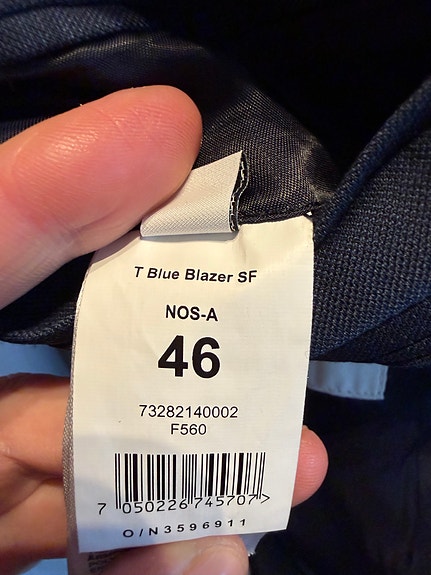 T Blue Blazer SF
NOS-A
46
73282140002
F560
7 050226 745707>
O/N3596911